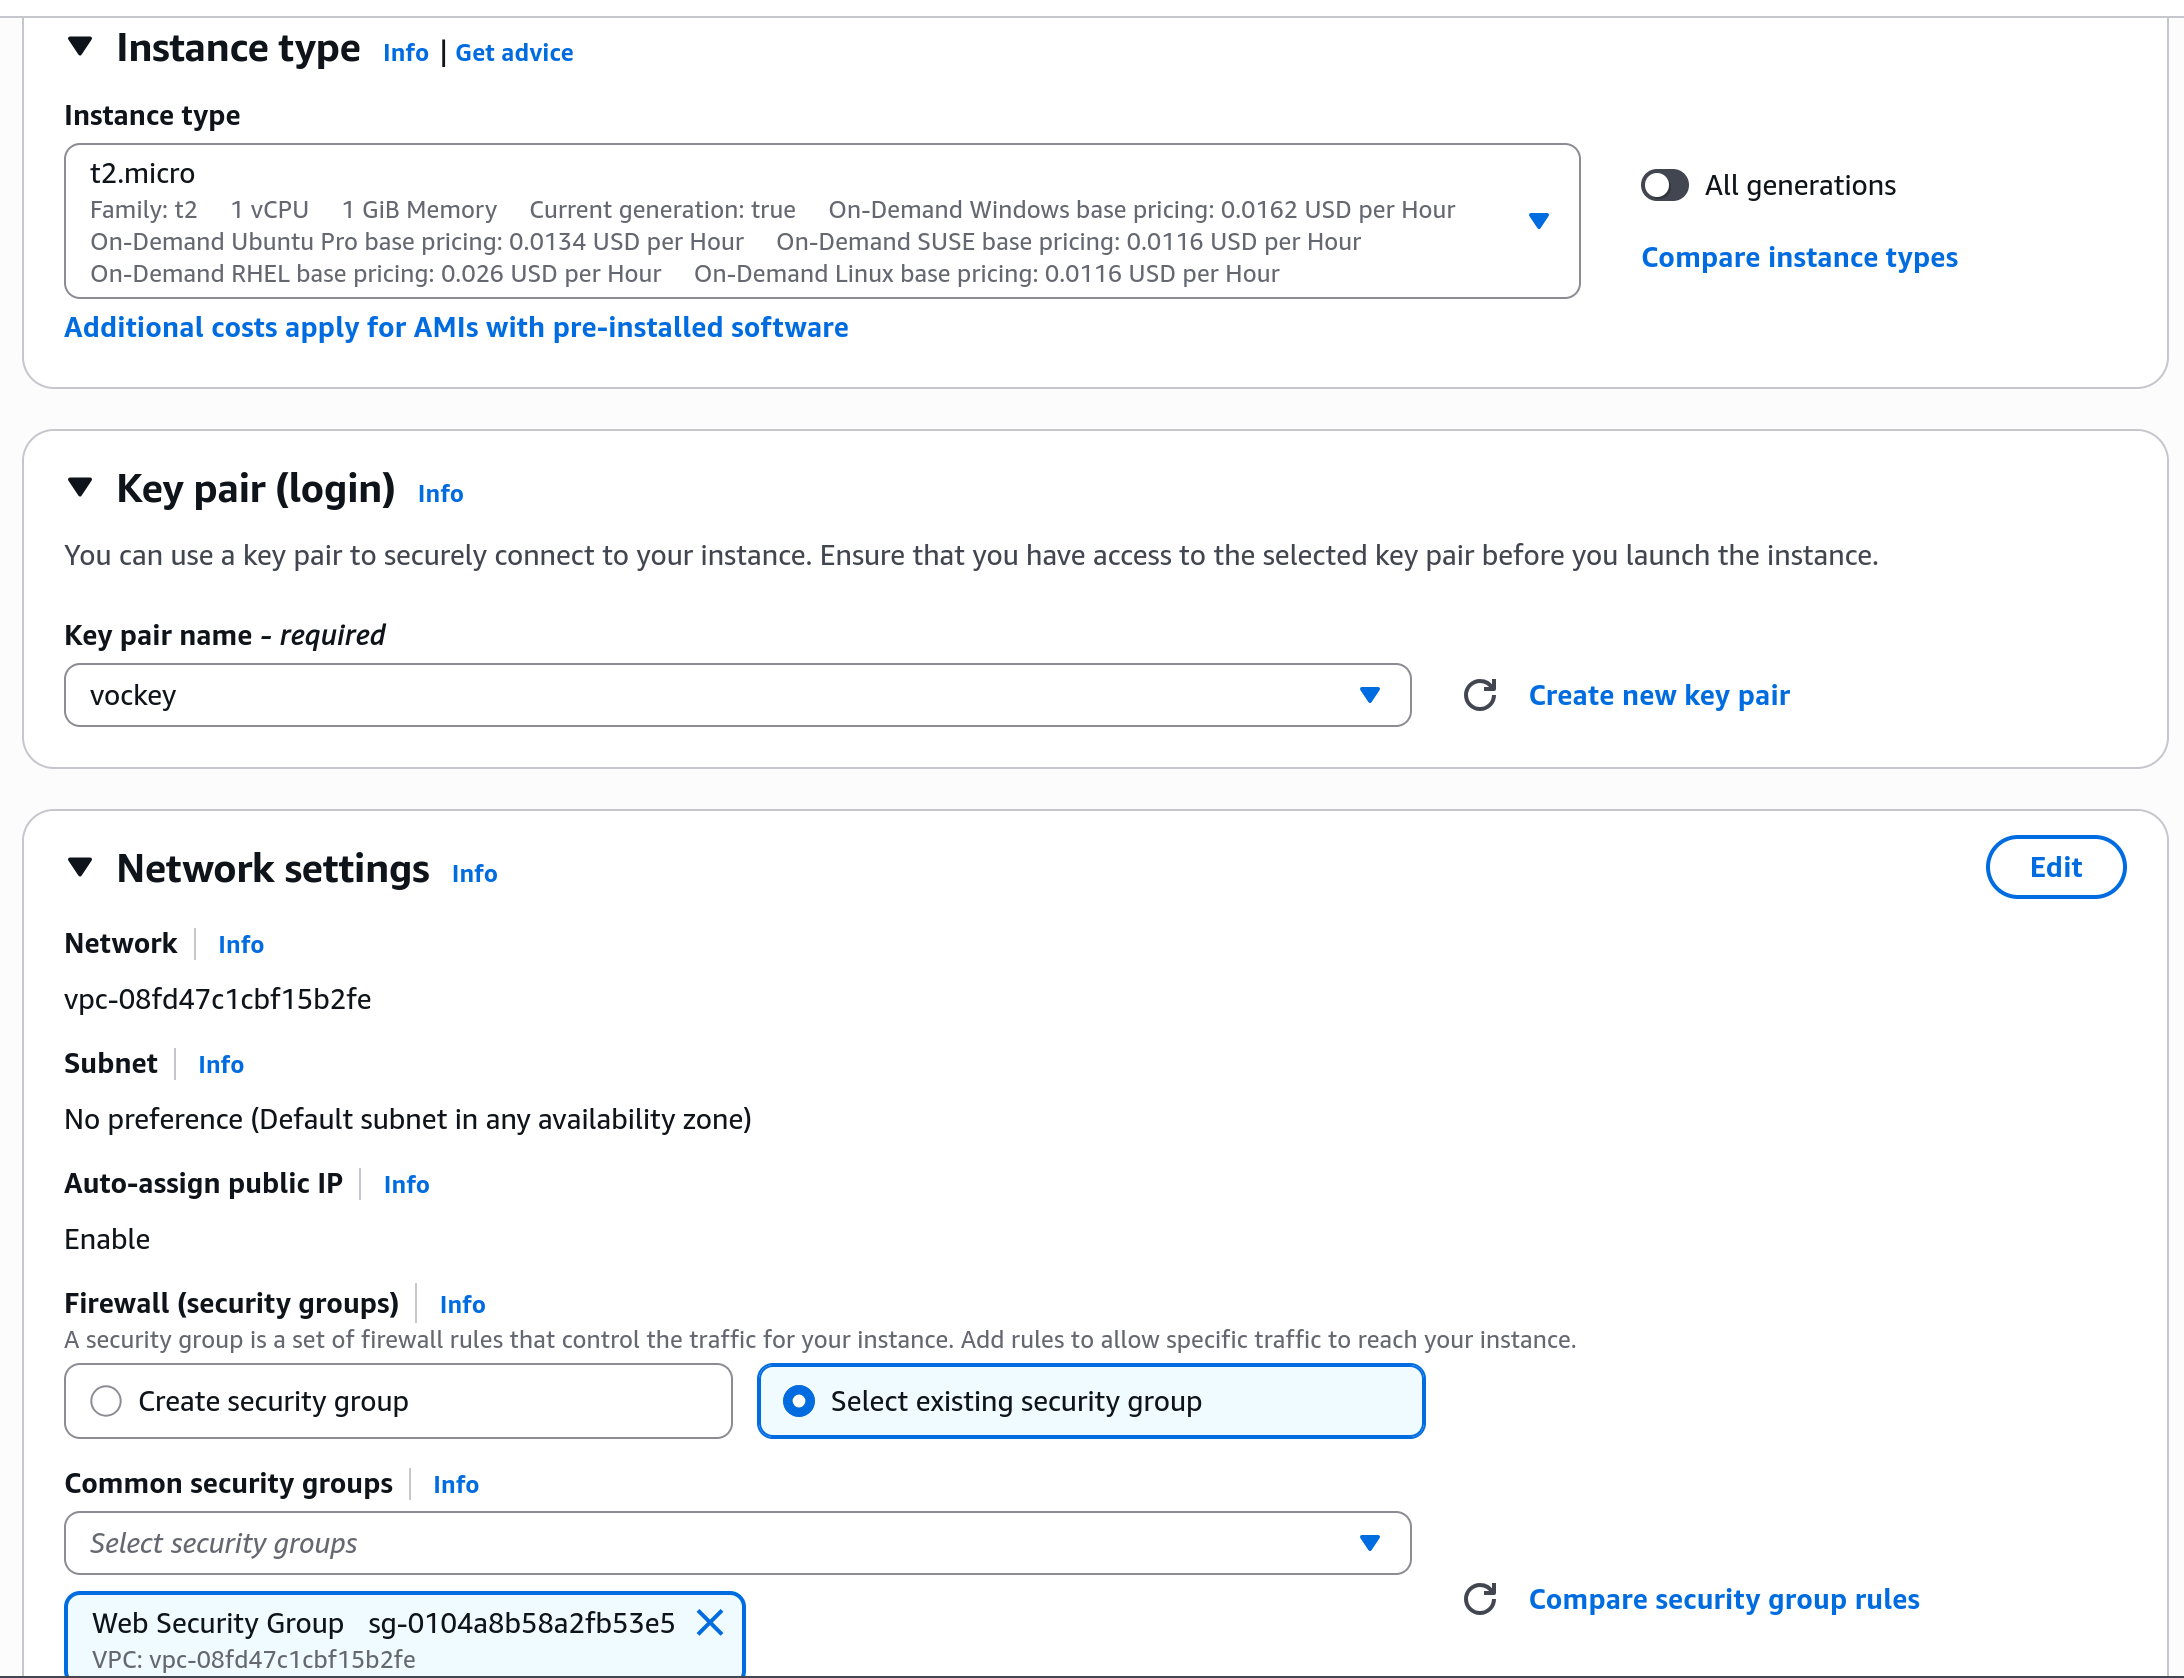 Instance type Info | Get advice
Instance type
t2.micro
Family: t2 1 vCPU 1 GiB Memory Current generation: true On-Demand Windows base pricing: 0.0162 USD per Hour
On-Demand Ubuntu Pro base pricing: 0.0134 USD per Hour On-Demand SUSE base pricing: 0.0116 USD per Hour
On-Demand RHEL base pricing: 0.026 USD per Hour On-Demand Linux base pricing: 0.0116 USD per Hour
All generations
Compare instance types
Additional costs apply for AMIs with pre-installed software
Key pair (login) Info
You can use a key pair to securely connect to your instance. Ensure that you have access to the selected key pair before you launch the instance.
Key pair name - required
vockey
Create new key pair
Network settings Info
Edit
Network Info
vpc-08fd47c1cbf15b2fe
Subnet Info
No preference (Default subnet in any availability zone)
Auto-assign public IP Info
Enable
Firewall (security groups) Info
A security group is a set of firewall rules that control the traffic for your instance. Add rules to allow specific traffic to reach your instance.
Create security group
Select existing security group
Common security groups Info
Select security groups
Compare security group rules
Web Security Group sg-0104a8b58a2fb53e5
VPC: vpc-08fd47c1cbf15b2fe